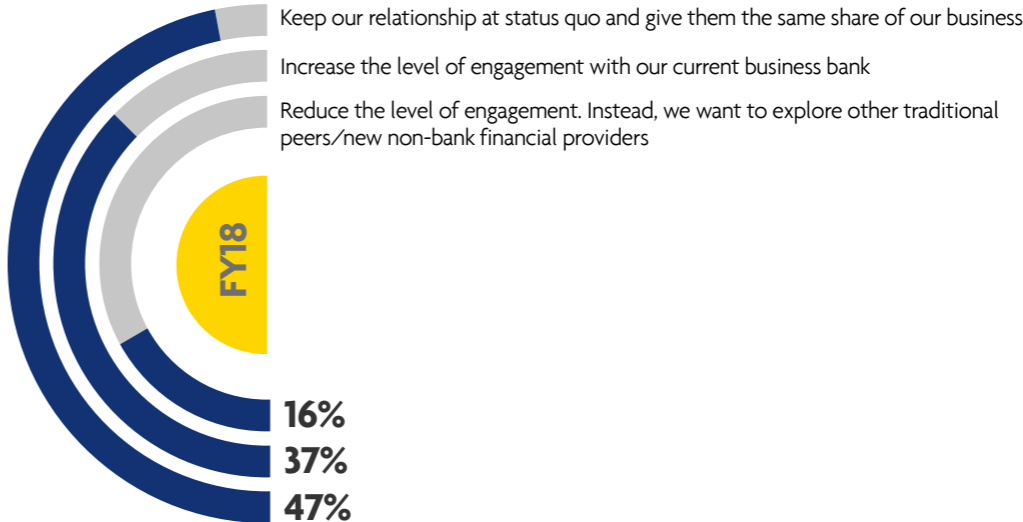 Keep our relationship at status quo and give them the same share of our business
Increase the level of engagement with our current business bank
Reduce the level of engagement. Instead, we want to explore other traditional
peers/new non-bank financial providers
FY18
16%
37%
47%